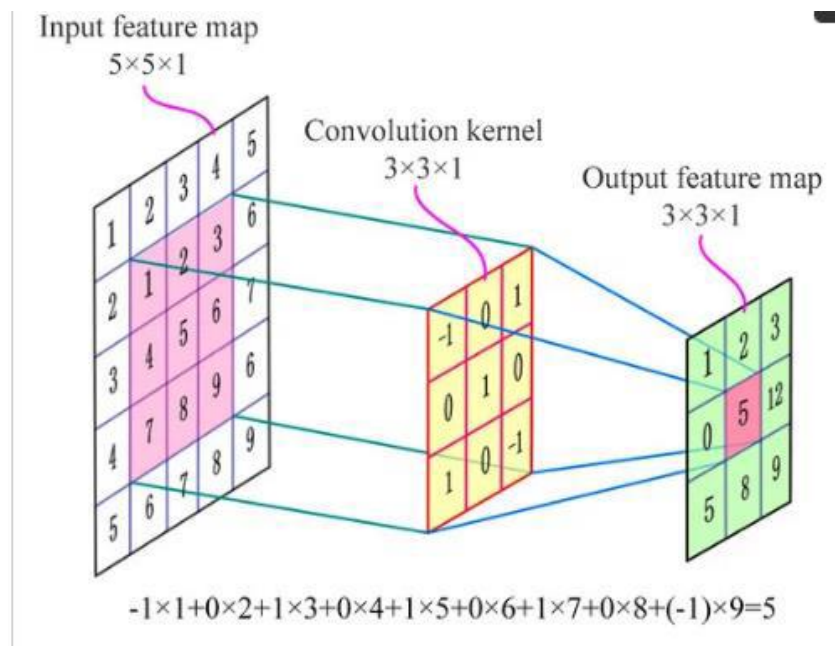 Input feature map
5×5×1
Convolution kernel
3×3×1
Output feature map
3×3×1
1 2 3 4 5
2 1 2 3 6
3 4 5 6 7
4 7 8 9 6
5 6 7 8 9
-1 0 1
0 1 0
1 0 -1
1 2 3
0 5 12
5 8 9
-1×1+0×2+1×3+0×4+1×5+0×6+1×7+0×8+(-1)×9=5